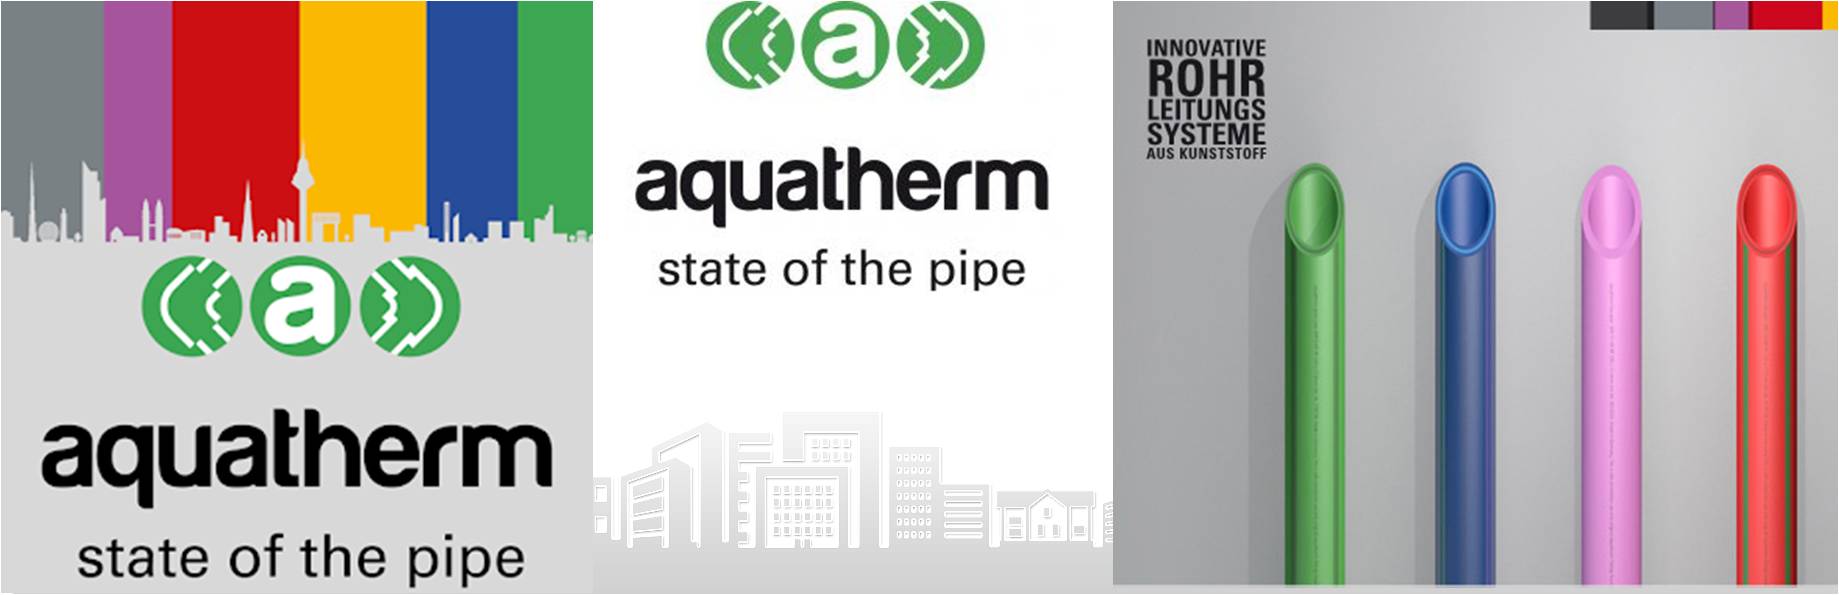 a
aquatherm
state of the pipe
a
aquatherm
state of the pipe
INNOVATIVE
ROHR
LEITUNGS
SYSTEME
AUS KUNSTSTOFF